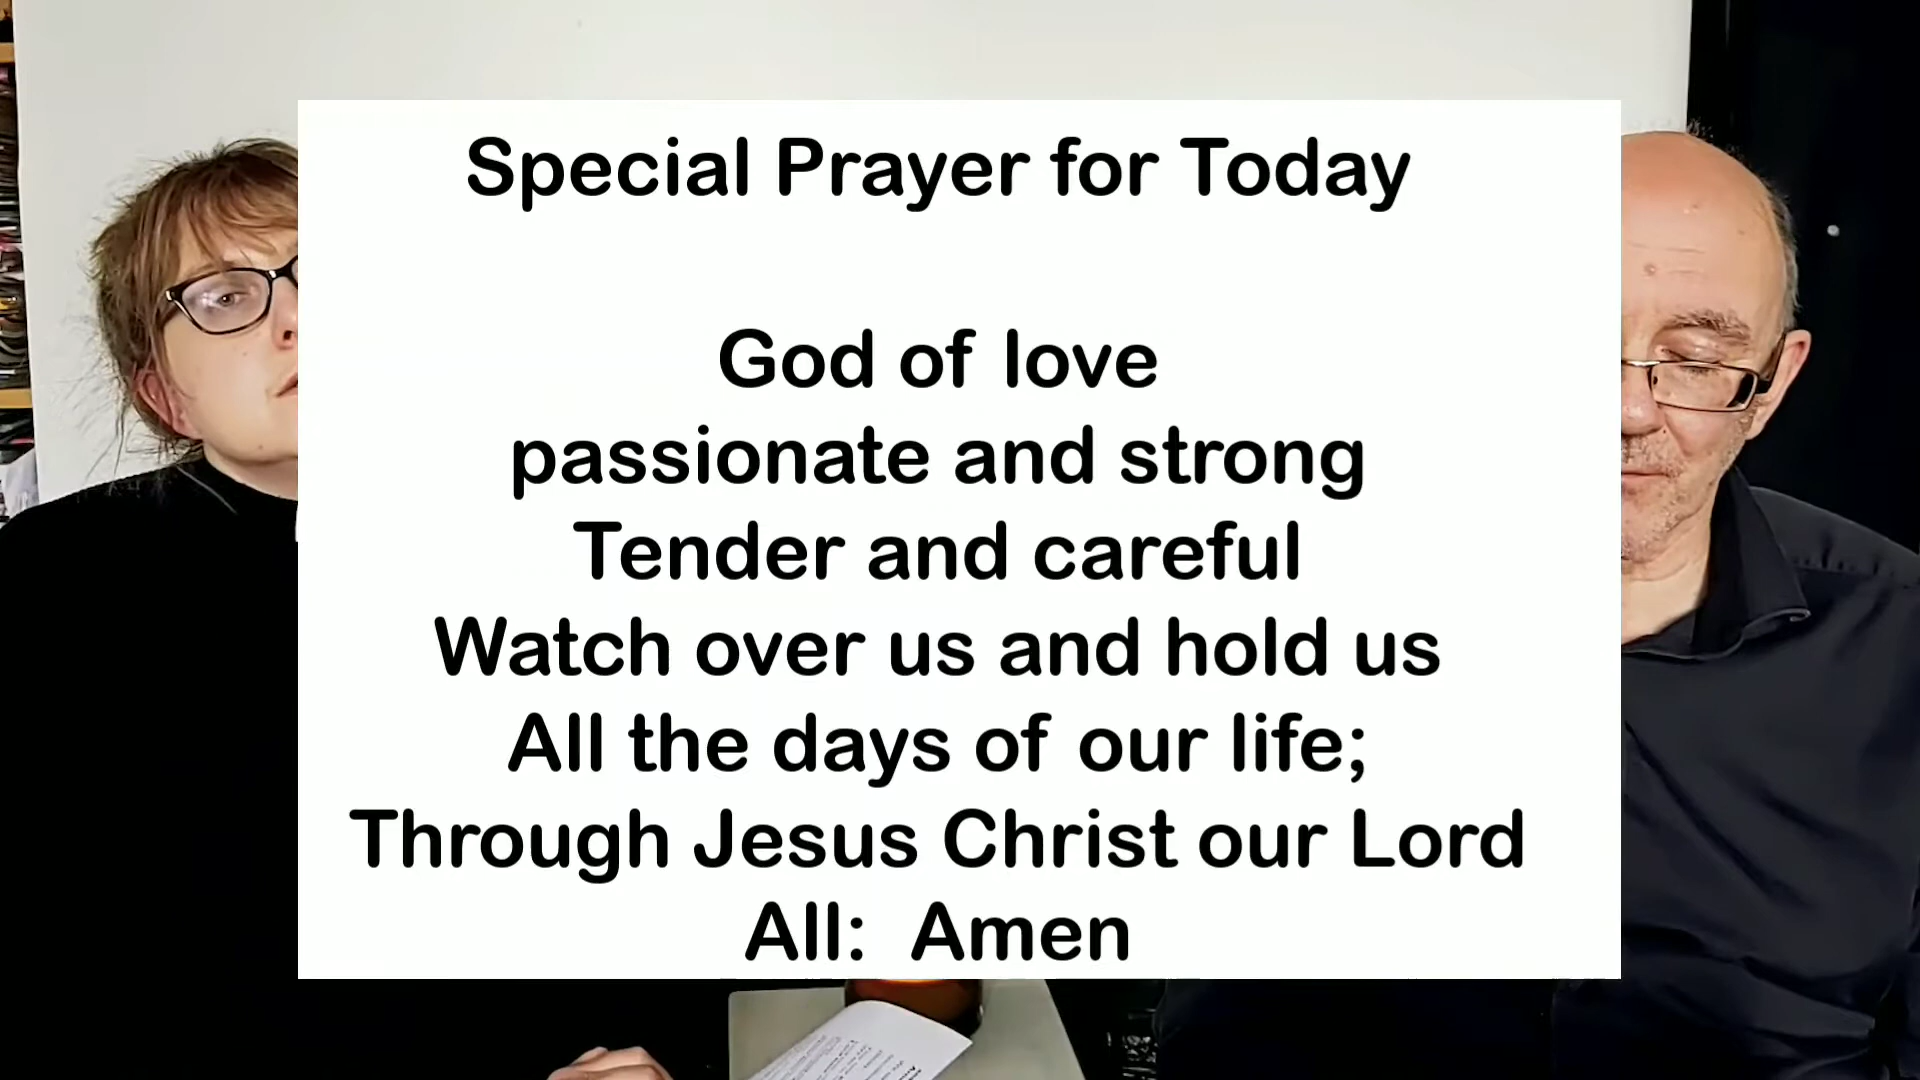 Special Prayer for Today
God of love
passionate and strong
Tender and careful
Watch over us and hold us
All the days of our life;
Through Jesus Christ our Lord
All: Amen